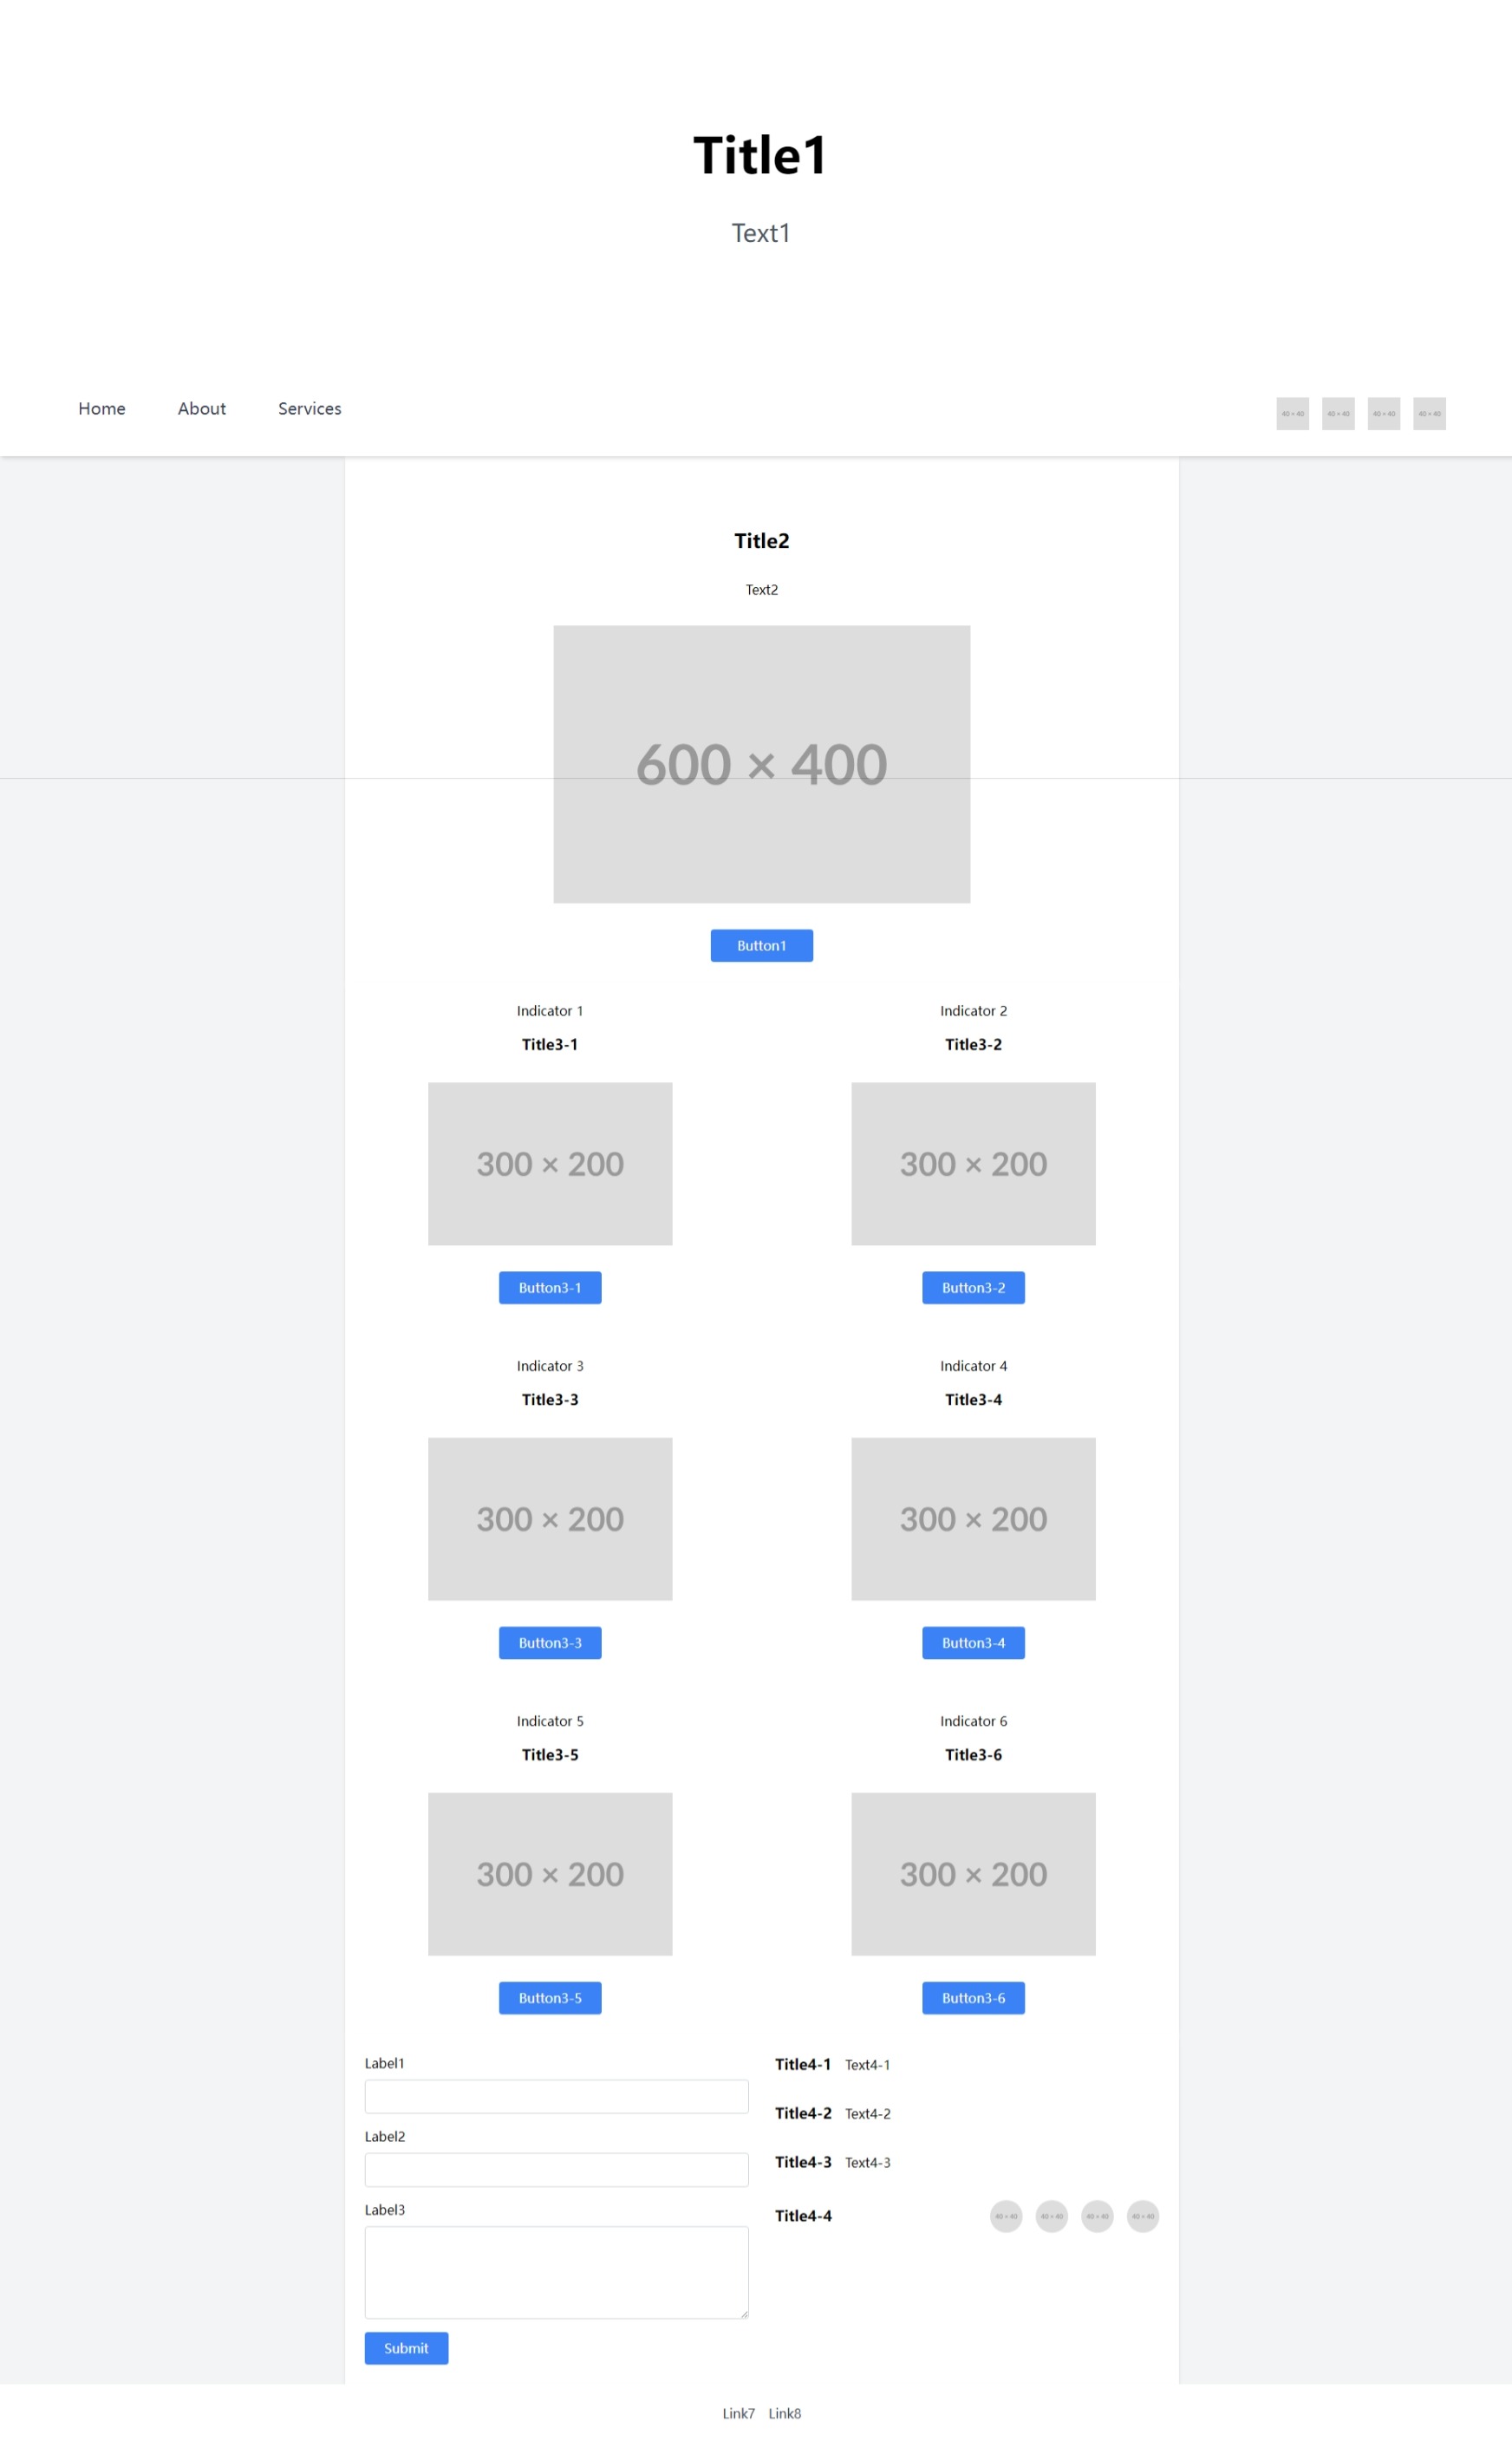 Title1
Text1
Home About Services
40 × 40 40 × 40 40 × 40 40 × 40
Title2
Text2
600 × 400
Button1
Indicator 1 Indicator 2
Title3-1 Title3-2
300 × 200 300 × 200
Button3-1 Button3-2
Indicator 3 Indicator 4
Title3-3 Title3-4
300 × 200 300 × 200
Button3-3 Button3-4
Indicator 5 Indicator 6
Title3-5 Title3-6
300 × 200 300 × 200
Button3-5 Button3-6
Label1
Label2
Label3
Submit
Title4-1 Text4-1
Title4-2 Text4-2
Title4-3 Text4-3
Title4-4 40 × 40 40 × 40 40 × 40 40 × 40
Link7 Link8